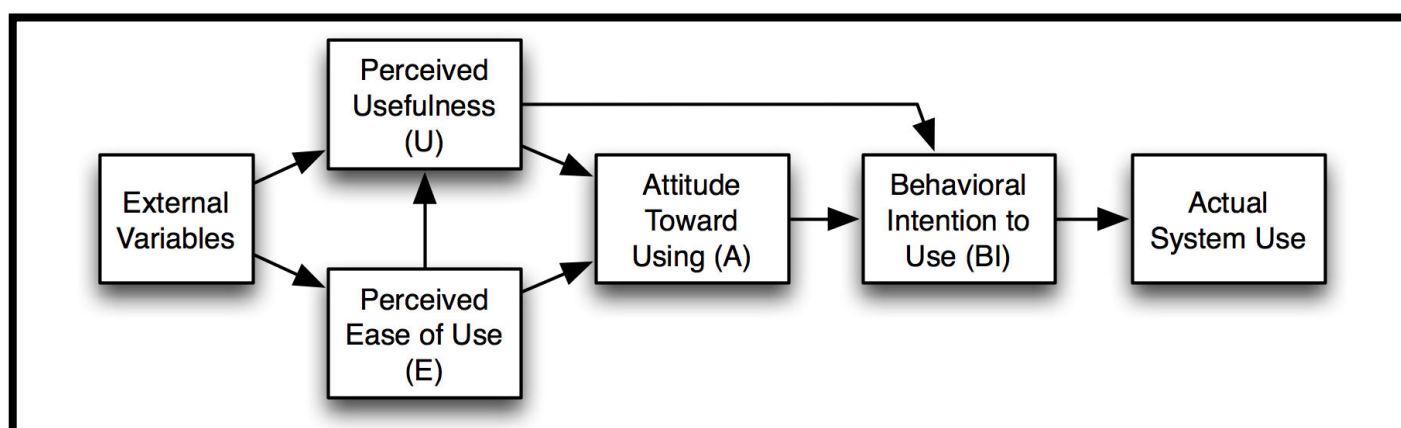 Perceived
Usefulness
(U)
External
Variables
Perceived
Ease of Use
(E)
Attitude
Toward
Using (A)
Behavioral
Intention to
Use (BI)
Actual
System Use